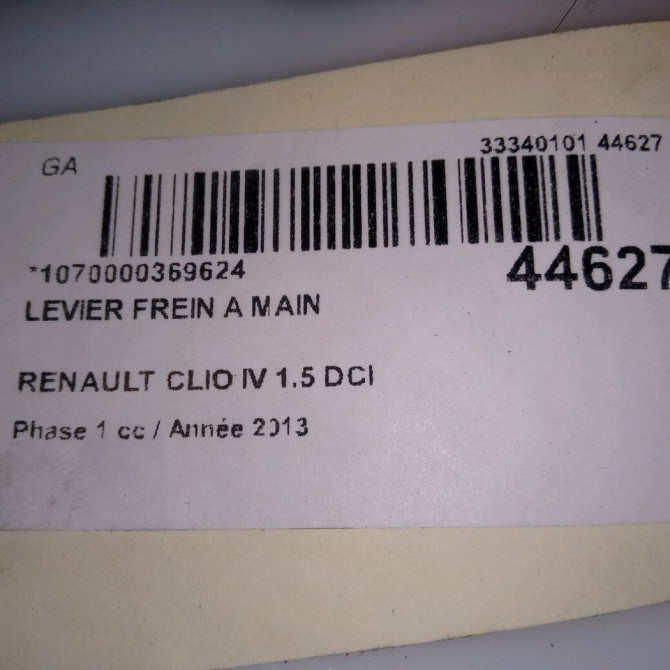 GA
33340101 44627
*1070000369624
44627
LEVIER FREIN A MAIN
RENAULT CLIO IV 1.5 DCI
Phase 1 cc / Année 2013